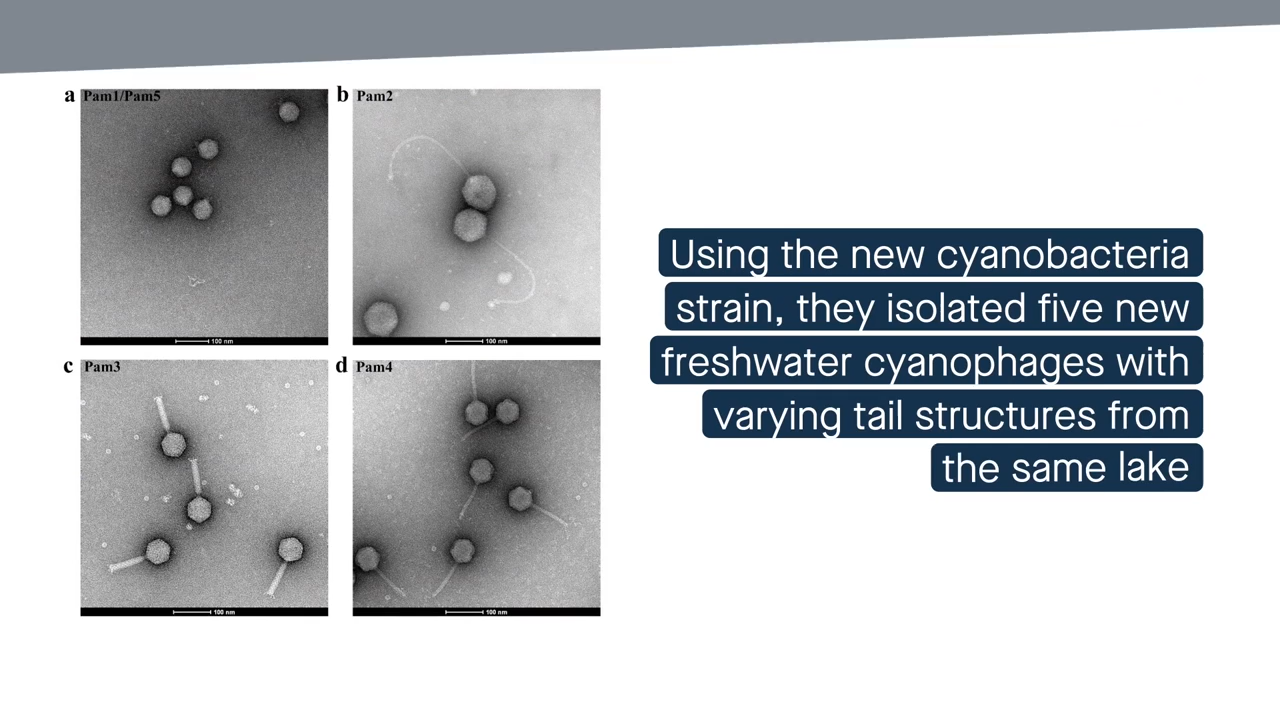 a Pam1/Pam5
b Pam2
100 nm
100 nm
c Pam3
d Pam4
100 nm
100 nm
Using the new cyanobacteria
strain, they isolated five new
freshwater cyanophages with
varying tail structures from
the same lake